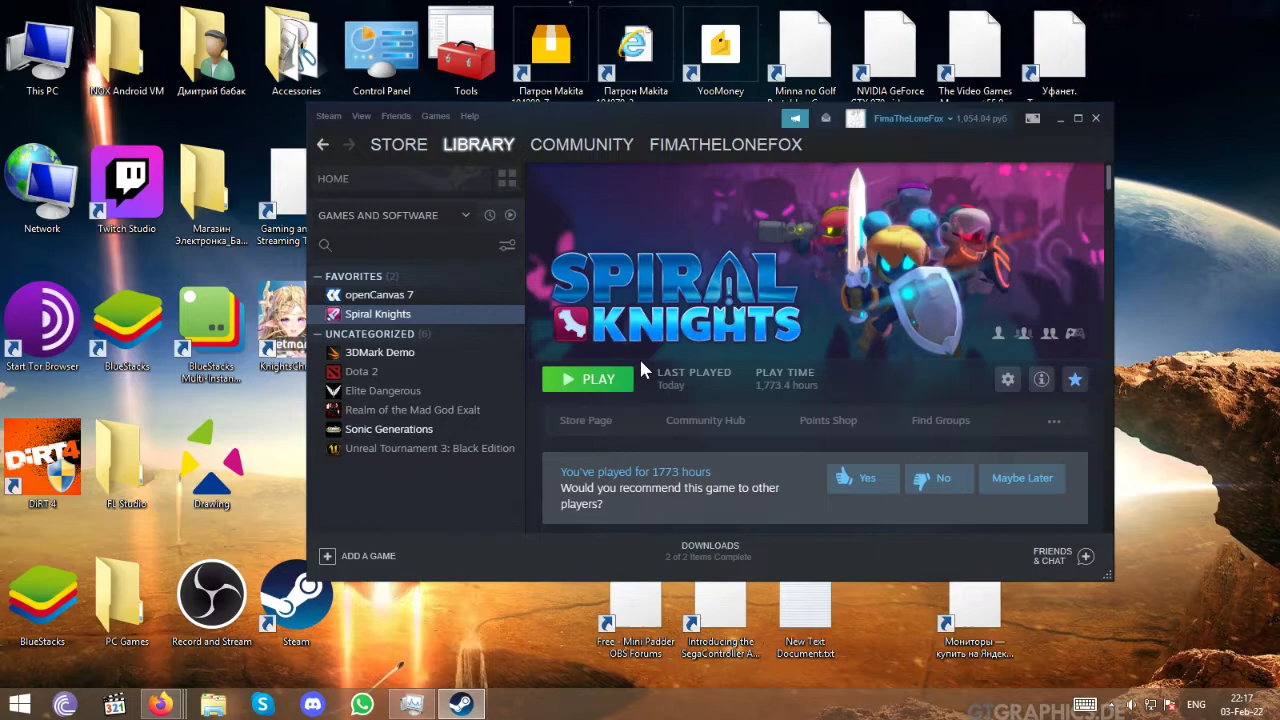 This PC
NOX Android VM
Дмитрий бабак
Accessories
Control Panel
Tools
Патрон Makita
Патрон Makita
YooMoney
Minna no Golf
NVIDIA GeForce
The Video Games
Уфанет.
Steam View Friends Games Help
FimaTheLoneFox 1,054.04 руб
STORE LIBRARY COMMUNITY FIMATHELONEFOX
HOME
GAMES AND SOFTWARE
FAVORITES (2)
openCanvas 7
Spiral Knights
UNCATEGORIZED (6)
3DMark Demo
Dota 2
Elite Dangerous
Realm of the Mad God Exalt
Sonic Generations
Unreal Tournament 3: Black Edition
ADD A GAME
SPIRAL
KNIGHTS
PLAY
LAST PLAYED
Today
PLAY TIME
1,773.4 hours
Store Page
Community Hub
Points Shop
Find Groups
You've played for 1773 hours
Would you recommend this game to other
players?
Yes
No
Maybe Later
DOWNLOADS
2 of 2 Items Complete
FRIENDS
& CHAT
Network
Twitch Studio
Магазин
Электронка_Ба...
Gaming and
Streaming T
Start Tor Browser
BlueStacks
BlueStacks
Multi-Instan...
DiRT 4
DiRT 4
FL Studio
Drawing
BlueStacks
PC Games
Record and Stream
Steam
Free - Mini Padder
OBS Forums
Introducing the
SegaController A...
New Text
Document.txt
Мониторы —
купить на Яндек...
321
ENG
22:17
03-Feb-22
GTGRAPHICS.DE